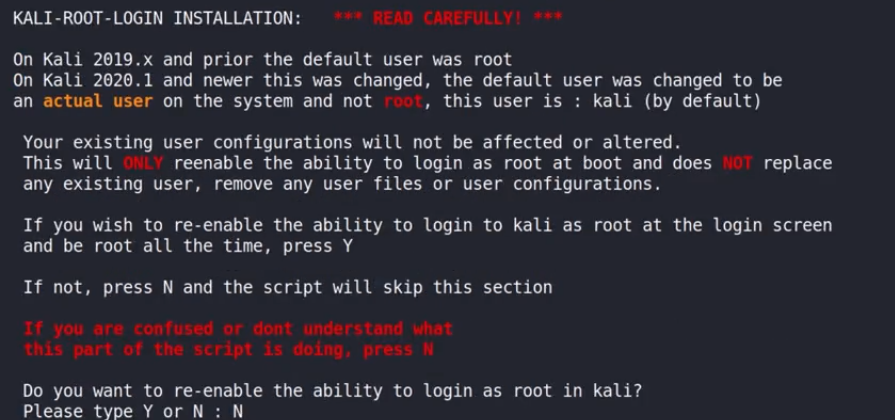 KALI-ROOT-LOGIN INSTALLATION: *** READ CAREFULLY! ***
On Kali 2019.x and prior the default user was root
On Kali 2020.1 and newer this was changed, the default user was changed to be
an actual user on the system and not root, this user is : kali (by default)
Your existing user configurations will not be affected or altered.
This will ONLY reenable the ability to login as root at boot and does NOT replace
any existing user, remove any user files or user configurations.
If you wish to re-enable the ability to login to kali as root at the login screen
and be root all the time, press Y
If not, press N and the script will skip this section
If you are confused or dont understand what
this part of the script is doing, press N
Do you want to re-enable the ability to login as root in kali?
Please type Y or N : N